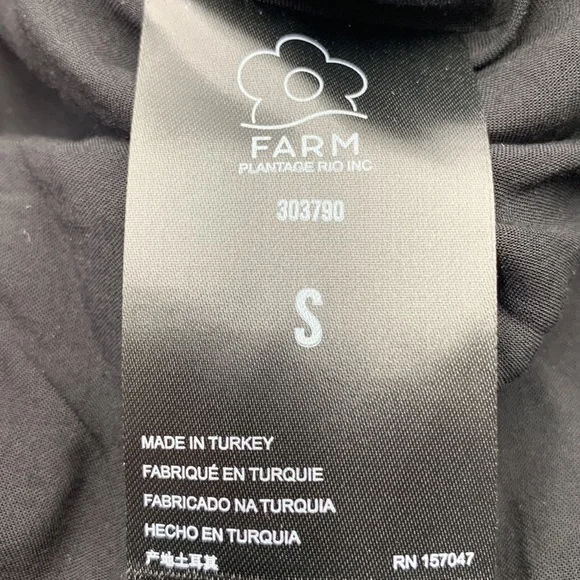 FARM
PLANTAGE RIO INC
303790
S
MADE IN TURKEY
FABRIQUÉ EN TURQUIE
FABRICADO NA TURQUIA
HECHO EN TURQUIA
产地土耳其 RN 157047